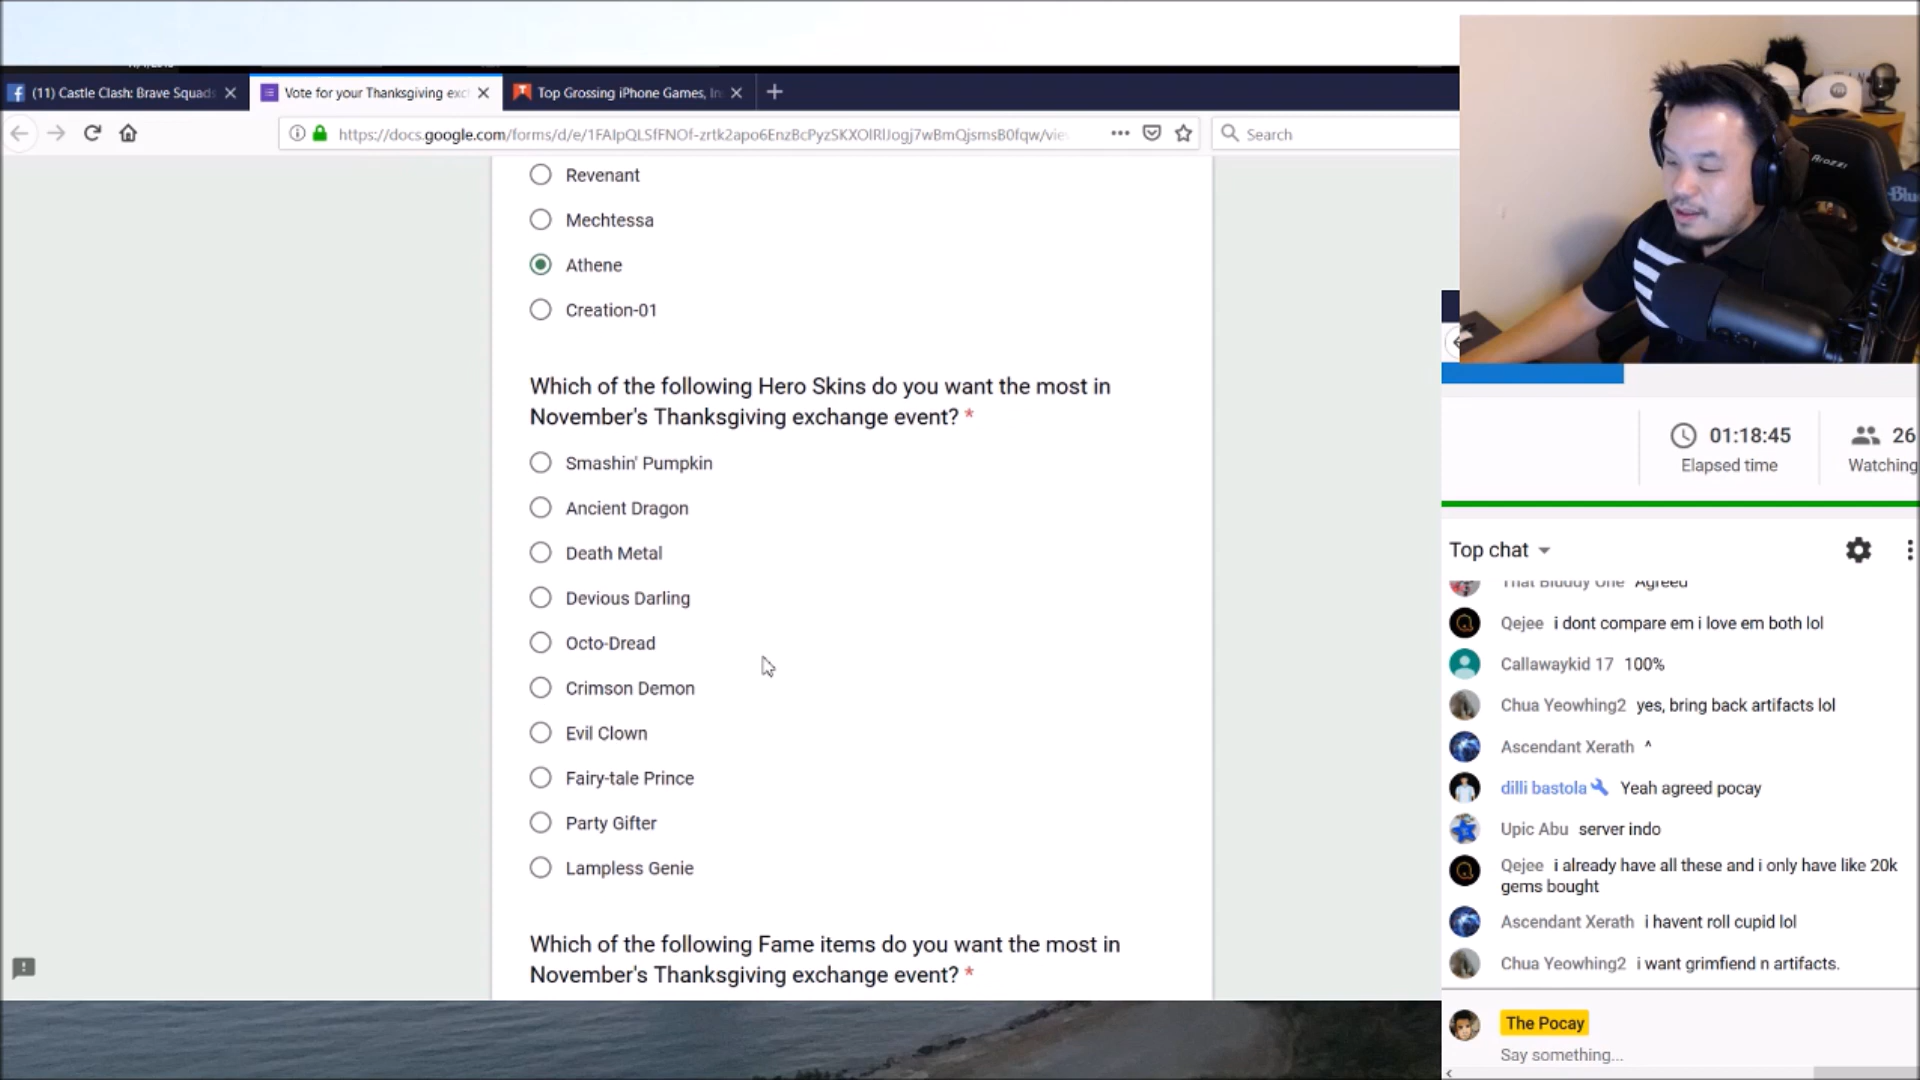 (11) Castle Clash: Brave Squads
Vote for your Thanksgiving exc
Top Grossing iPhone Games, In
https://docs.google.com/forms/d/e/1FAIpQLSfFNOf-zrtk2apo6EnzBcPyzSKXOIRlJogj7wBmQjsmsB0fqw/vie
Search
Revenant
Mechtessa
Athene
Creation-01
Which of the following Hero Skins do you want the most in
November's Thanksgiving exchange event? *
Smashin' Pumpkin
Ancient Dragon
Death Metal
Devious Darling
Octo-Dread
Crimson Demon
Evil Clown
Fairy-tale Prince
Party Gifter
Lampless Genie
Which of the following Fame items do you want the most in
November's Thanksgiving exchange event? *
Arozzi
Blu
01:18:45
Elapsed time
26
Watching
Top chat
That Bluddy One Agreed
Qejee i dont compare em i love em both lol
Callawaykid 17 100%
Chua Yeowhing2 yes, bring back artifacts lol
Ascendant Xerath ^
dilli bastola Yeah agreed pocay
Upic Abu server indo
Qejee i already have all these and i only have like 20k
gems bought
Ascendant Xerath i havent roll cupid lol
Chua Yeowhing2 i want grimfiend n artifacts.
The Pocay
Say something...